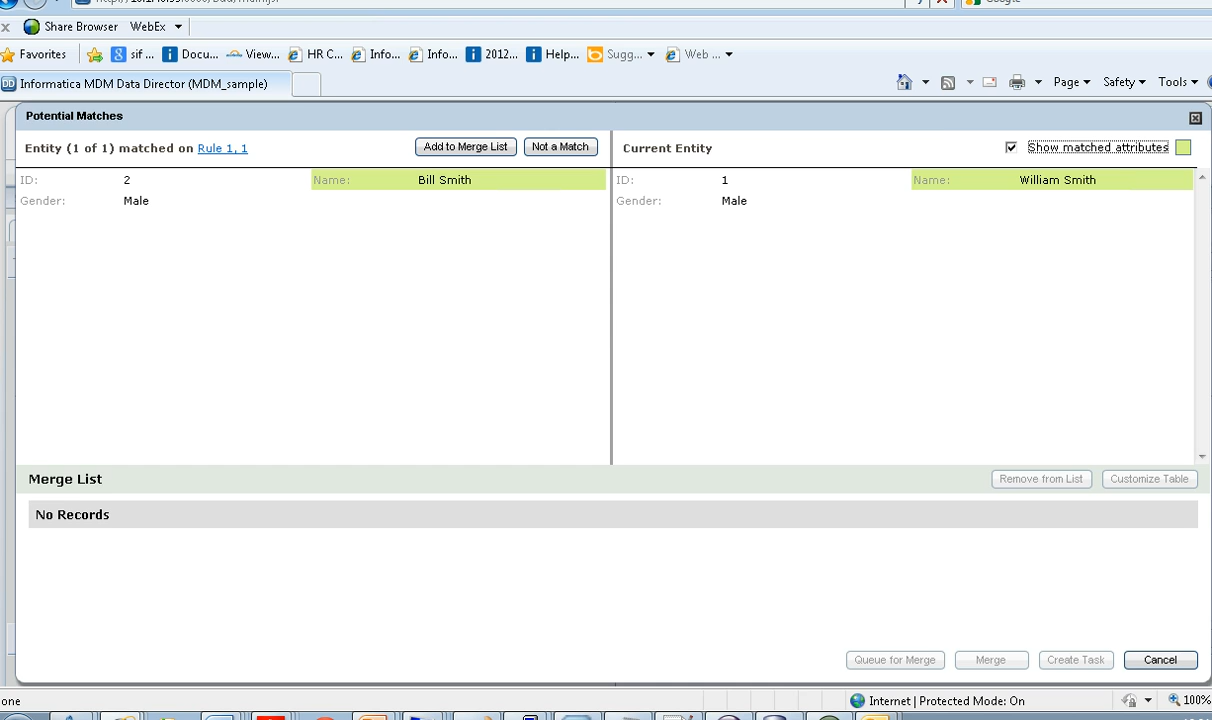 Share Browser WebEx
Favorites sif ... Docu... View... HR C... Info... Info... 2012... Help... Sugg... Web ...
DD Informatica MDM Data Director (MDM_sample) Page Safety Tools
Potential Matches
Entity (1 of 1) matched on Rule 1, 1 Add to Merge List Not a Match Current Entity Show matched attributes
ID: 2 Name: Bill Smith ID: 1 Name: William Smith
Gender: Male Gender: Male
Merge List Remove from List Customize Table
No Records
Queue for Merge Merge Create Task Cancel
one Internet | Protected Mode: On 100%